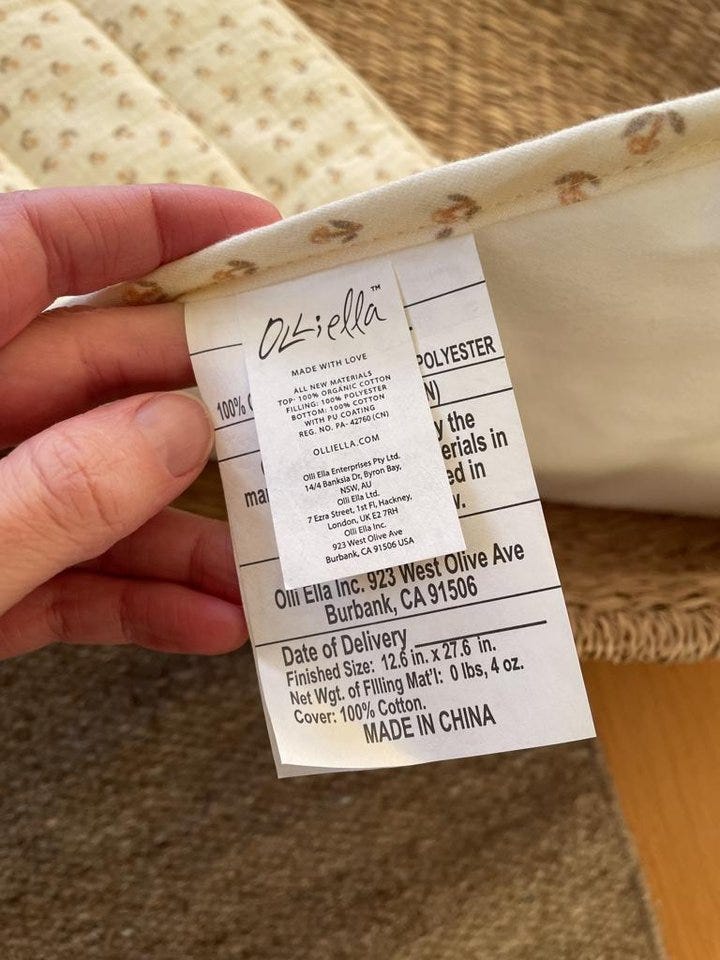 Olliella™
MADE WITH LOVE
ALL NEW MATERIALS
TOP: 100% ORGANIC COTTON
FILLING: 100% POLYESTER
BOTTOM: 100% COTTON
WITH PU COATING
REG. NO. PA- 42760 (CN)
OLLIELLA.COM
Olli Ella Enterprises Pty Ltd.
14/4 Banksia Dr, Byron Bay,
NSW, AU
Olli Ella Ltd.
7 Ezra Street, 1st Fl, Hackney,
London, UK E2 7RH
Olli Ella Inc.
923 West Olive Ave
Burbank, CA 91506 USA
100% POLYESTER
N)
y the
erials in
ma ed in
Olli Ella Inc. 923 West Olive Ave
Burbank, CA 91506
Date of Delivery
Finished Size: 12.6 in. x 27.6 in.
Net Wgt. of Filling Mat'l: 0 lbs, 4 oz.
Cover: 100% Cotton.
MADE IN CHINA